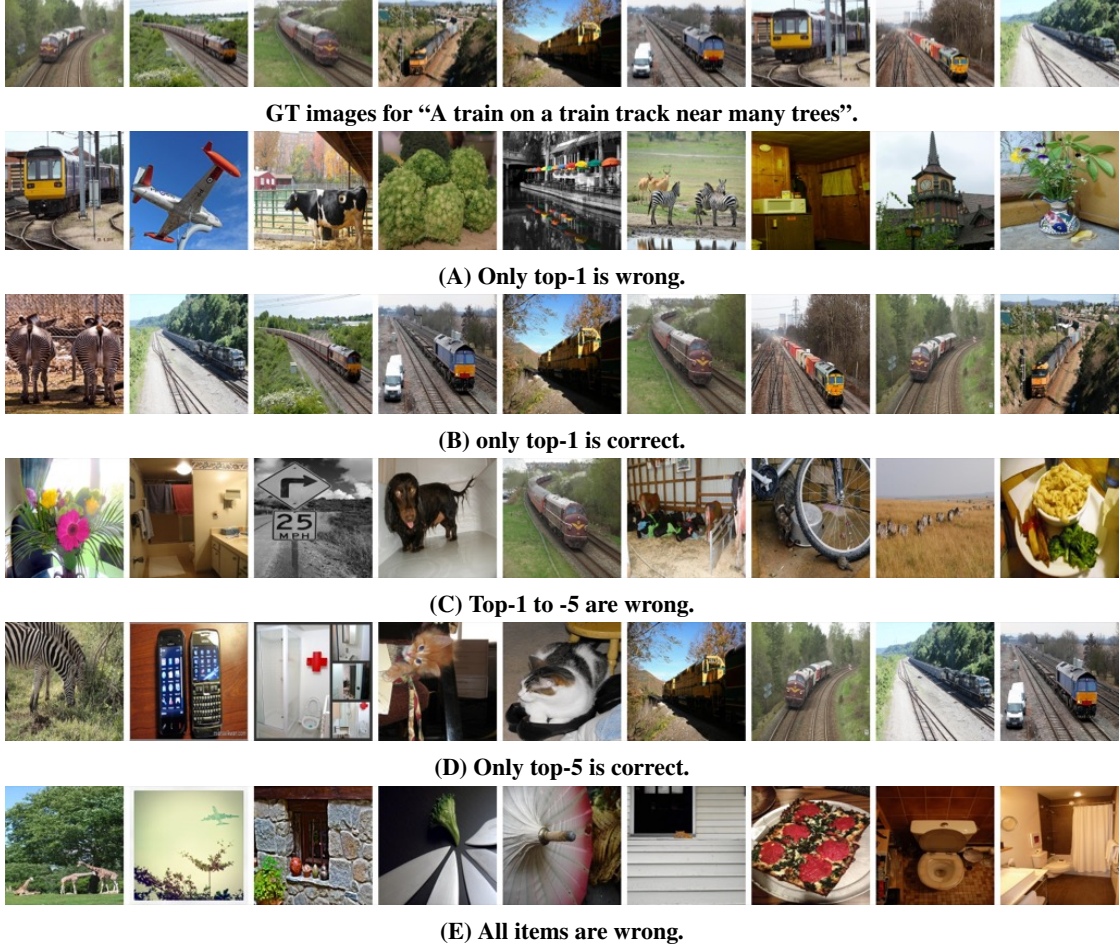 GT images for “A train on a train track near many trees”.
(A) Only top-1 is wrong.
(B) only top-1 is correct.
25
MPH
(C) Top-1 to -5 are wrong.
(D) Only top-5 is correct.
(E) All items are wrong.